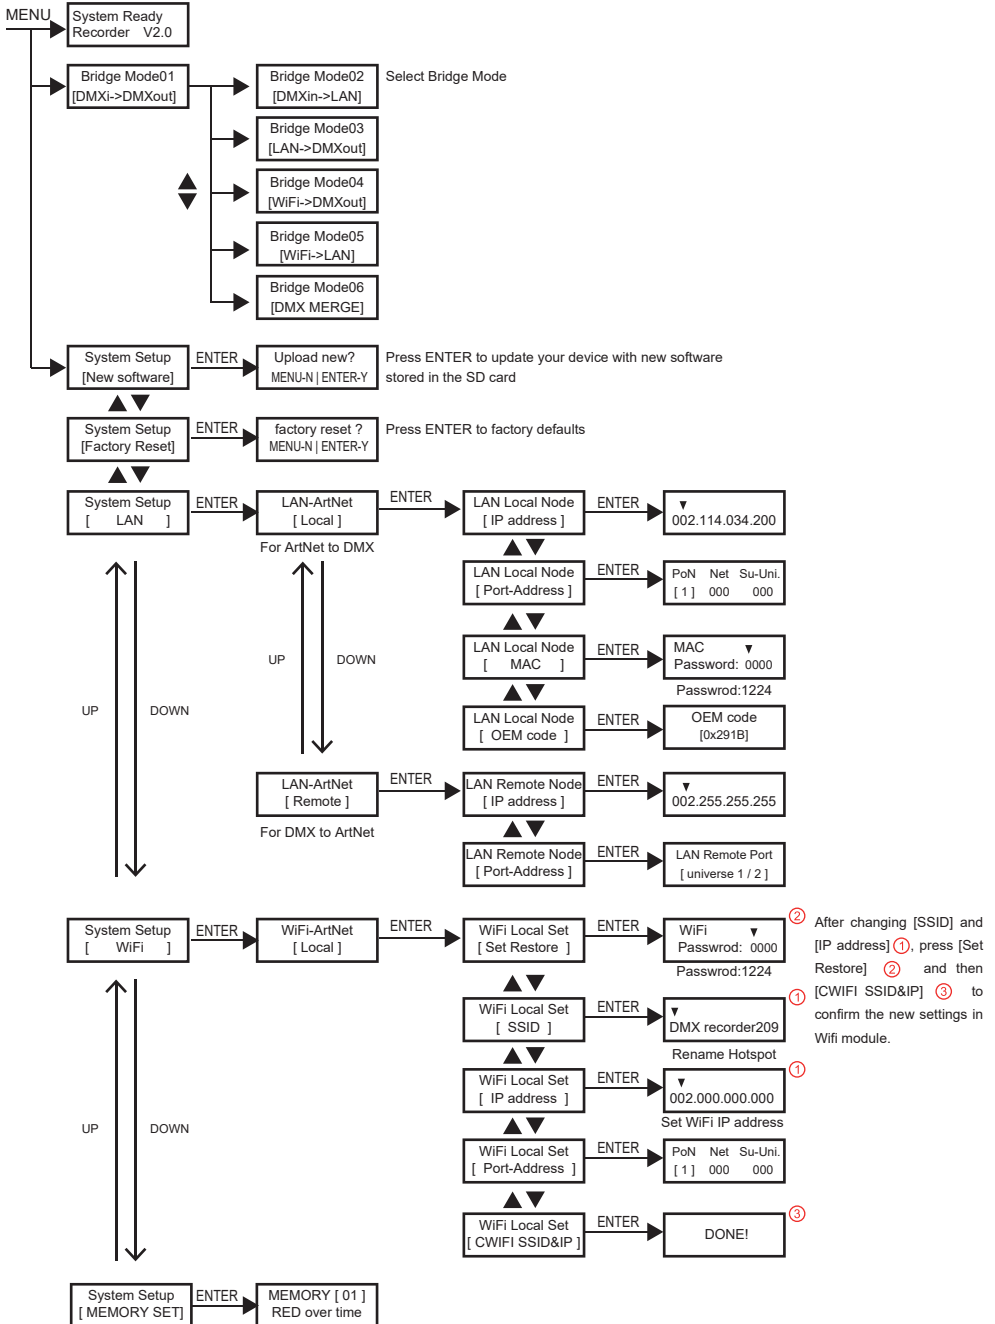 MENU
System Ready
Recorder V2.0
Bridge Mode01
[DMXi->DMXout]
Bridge Mode02
[DMXin->LAN]
Select Bridge Mode
Bridge Mode03
[LAN->DMXout]
Bridge Mode04
[WiFi->DMXout]
Bridge Mode05
[WiFi->LAN]
Bridge Mode06
[DMX MERGE]
System Setup
[New software]
ENTER
Upload new?
MENU-N | ENTER-Y
Press ENTER to update your device with new software
stored in the SD card
System Setup
[Factory Reset]
ENTER
factory reset ?
MENU-N | ENTER-Y
Press ENTER to factory defaults
System Setup
[ LAN ]
ENTER
LAN-ArtNet
[ Local ]
For ArtNet to DMX
ENTER
LAN Local Node
[ IP address ]
ENTER
002.114.034.200
LAN Local Node
[ Port-Address ]
ENTER
PoN Net Su-Uni.
[ 1 ] 000 000
LAN Local Node
[ MAC ]
ENTER
MAC
Password: 0000
Passwrod:1224
LAN Local Node
[ OEM code ]
ENTER
OEM code
[0x291B]
UP
DOWN
UP
DOWN
LAN-ArtNet
[ Remote ]
For DMX to ArtNet
ENTER
LAN Remote Node
[ IP address ]
ENTER
002.255.255.255
LAN Remote Node
[ Port-Address ]
ENTER
LAN Remote Port
[ universe 1 / 2 ]
System Setup
[ WiFi ]
ENTER
WiFi-ArtNet
[ Local ]
ENTER
WiFi Local Set
[ Set Restore ]
ENTER
WiFi
Passwrod: 0000
Passwrod:1224
②
After changing [SSID] and
[IP address] ①, press [Set
Restore] ② and then
[CWIFI SSID&IP] ③ to
confirm the new settings in
Wifi module.
WiFi Local Set
[ SSID ]
ENTER
DMX recorder209
Rename Hotspot
①
WiFi Local Set
[ IP address ]
ENTER
002.000.000.000
Set WiFi IP address
①
WiFi Local Set
[ Port-Address ]
ENTER
PoN Net Su-Uni.
[ 1 ] 000 000
WiFi Local Set
[ CWIFI SSID&IP ]
ENTER
DONE!
③
UP
DOWN
System Setup
[ MEMORY SET]
ENTER
MEMORY [ 01 ]
RED over time